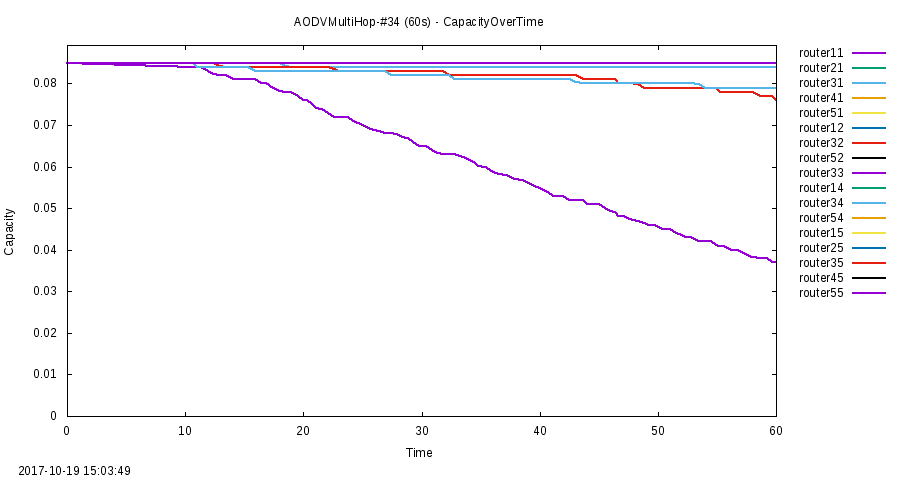 AODVMultiHop-#34 (60s) - CapacityOverTime
router11
router21
router31
router41
router51
router12
router32
router52
router33
router14
router34
router54
router15
router25
router35
router45
router55
0.08
0.07
0.06
0.05
0.04
0.03
0.02
0.01
0
Capacity
0 10 20 30 40 50 60
Time
2017-10-19 15:03:49